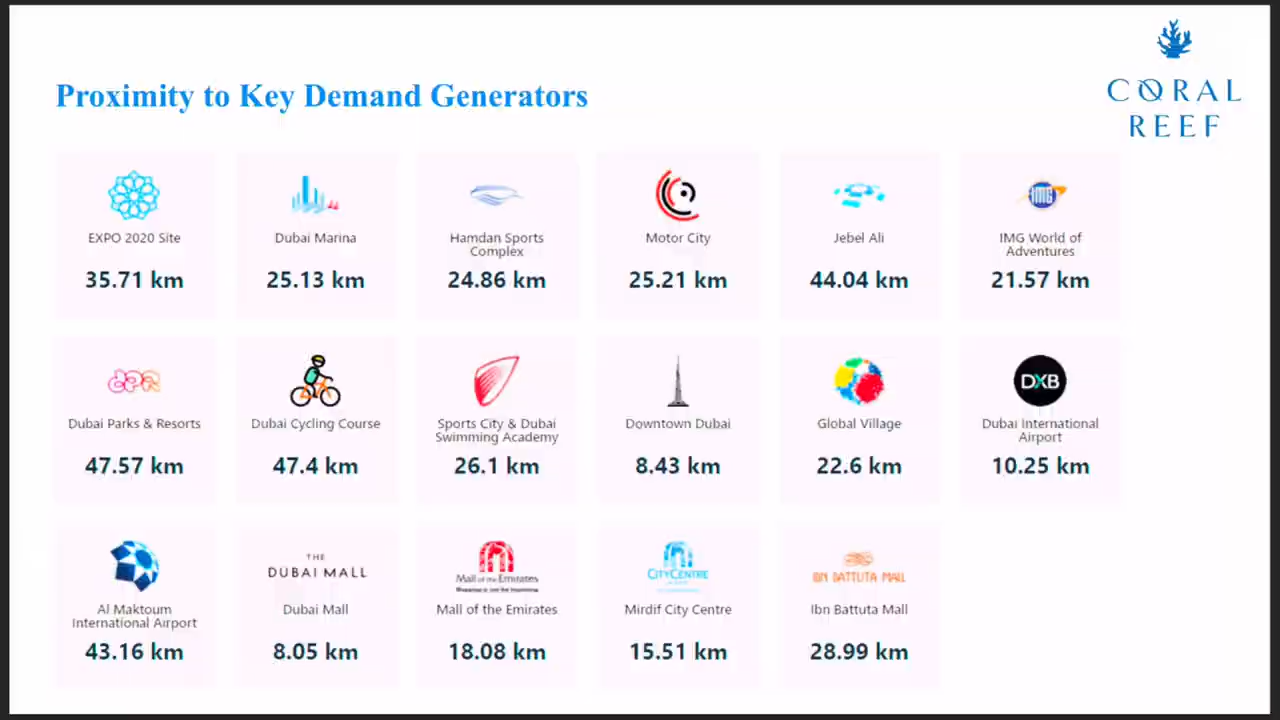 CORAL
REEF
Proximity to Key Demand Generators
EXPO 2020 Site
35.71 km
Dubai Marina
25.13 km
Hamdan Sports
Complex
24.86 km
Motor City
25.21 km
Jebel Ali
44.04 km
IMG
IMG World of
Adventures
21.57 km
DPR
Dubai Parks & Resorts
47.57 km
Dubai Cycling Course
47.4 km
Sports City & Dubai
Swimming Academy
26.1 km
Downtown Dubai
8.43 km
Global Village
22.6 km
DXB
Dubai International
Airport
10.25 km
Al Maktoum
International Airport
43.16 km
THE
DUBAI MALL
Dubai Mall
8.05 km
Mall of the Emirates
Mall of the Emirates
18.08 km
CITYCENTRE
Mirdif City Centre
15.51 km
IBN BATTUTA MALL
Ibn Battuta Mall
28.99 km